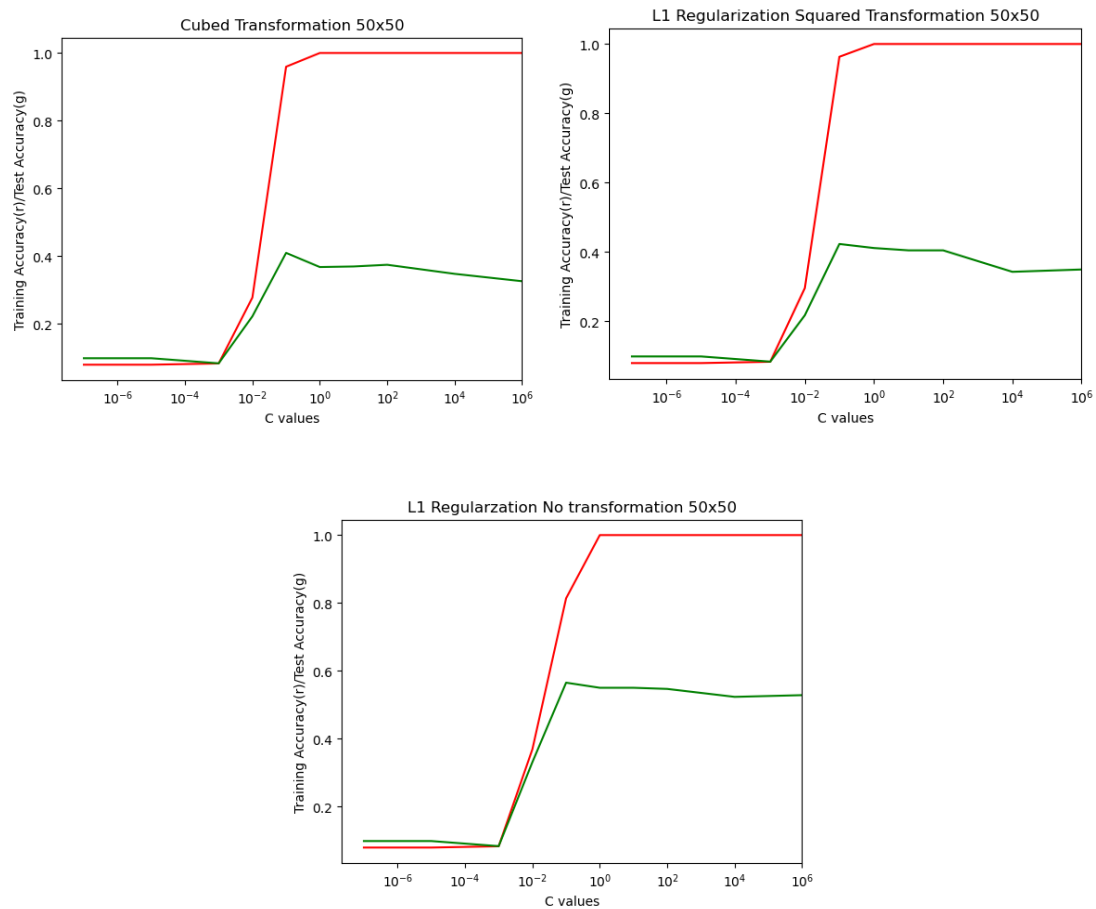 Cubed Transformation 50x50
Training Accuracy(r)/Test Accuracy(g)
1.0
0.8
0.6
0.4
0.2
10⁻⁶ 10⁻⁴ 10⁻² 10⁰ 10² 10⁴ 10⁶
C values
L1 Regularization Squared Transformation 50x50
Training Accuracy(r)/Test Accuracy(g)
1.0
0.8
0.6
0.4
0.2
10⁻⁶ 10⁻⁴ 10⁻² 10⁰ 10² 10⁴ 10⁶
C values
L1 Regularzation No transformation 50x50
Training Accuracy(r)/Test Accuracy(g)
1.0
0.8
0.6
0.4
0.2
10⁻⁶ 10⁻⁴ 10⁻² 10⁰ 10² 10⁴ 10⁶
C values